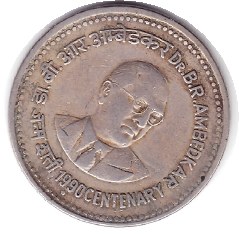 डा. बी. आर. अम्बेडकर DR. B.R. AMBEDKAR
जन्म शती 1990 CENTENARY